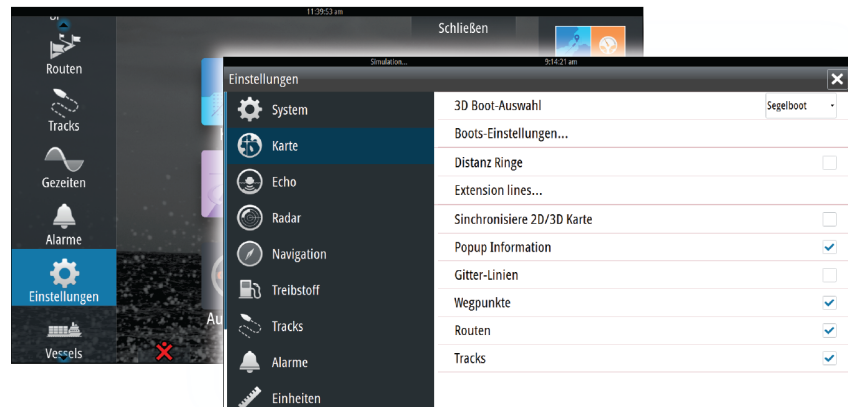 11:39:53 am
Schließen
Routen
Tracks
Gezeiten
Alarme
Einstellungen
Vessels
Au
Simulation...
9:14:21 am
Einstellungen
System
Karte
Echo
Radar
Navigation
Treibstoff
Tracks
Alarme
Einheiten
3D Boot-Auswahl
Segelboot
Boots-Einstellungen...
Distanz Ringe
Extension lines...
Sinchronisiere 2D/3D Karte
Popup Information
Gitter-Linien
Wegpunkte
Routen
Tracks